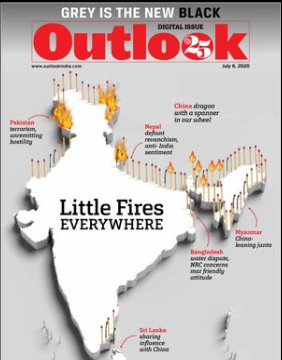 GREY IS THE NEW BLACK
DIGITAL ISSUE
Outlook
25
www.outlookindia.com
July 6, 2020
China dragon
with a spanner
in our wheel
Pakistan
terrorism,
unremitting
hostility
Nepal
defiant
revanchism,
anti- India
sentiment
Little Fires
EVERYWHERE
Myanmar
China-
leaning junta
Bangladesh
water dispute,
NRC concerns
mar friendly
attitude
Sri Lanka
sharing
influence
with China